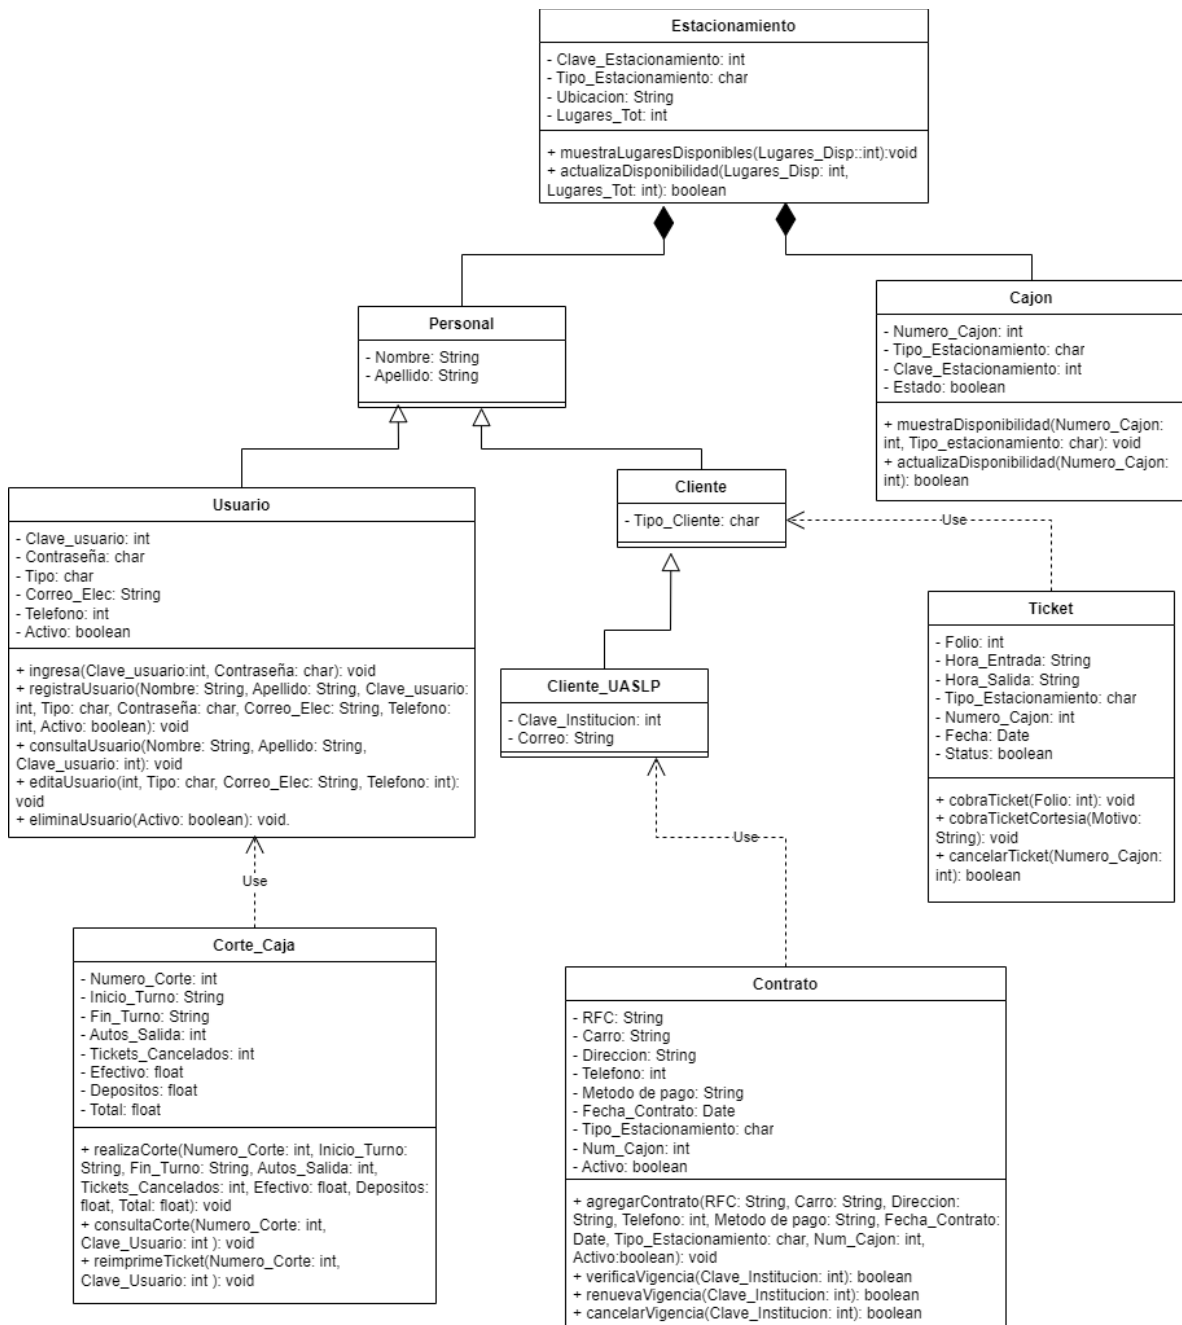 Estacionamiento
- Clave_Estacionamiento: int
- Tipo_Estacionamiento: char
- Ubicacion: String
- Lugares_Tot: int
+ muestraLugaresDisponibles(Lugares_Disp::int):void
+ actualizaDisponibilidad(Lugares_Disp: int,
Lugares_Tot: int): boolean
Personal
- Nombre: String
- Apellido: String
Cajon
- Numero_Cajon: int
- Tipo_Estacionamiento: char
- Clave_Estacionamiento: int
- Estado: boolean
+ muestraDisponibilidad(Numero_Cajon:
int, Tipo_estacionamiento: char): void
+ actualizaDisponibilidad(Numero_Cajon:
int): boolean
Usuario
- Clave_usuario: int
- Contraseña: char
- Tipo: char
- Correo_Elec: String
- Telefono: int
- Activo: boolean
+ ingresa(Clave_usuario:int, Contraseña: char): void
+ registraUsuario(Nombre: String, Apellido: String, Clave_usuario:
int, Tipo: char, Contraseña: char, Correo_Elec: String, Telefono:
int, Activo: boolean): void
+ consultaUsuario(Nombre: String, Apellido: String,
Clave_usuario: int): void
+ editaUsuario(int, Tipo: char, Correo_Elec: String, Telefono: int):
void
+ eliminaUsuario(Activo: boolean): void.
Cliente
- Tipo_Cliente: char
Use
Cliente_UASLP
- Clave_Institucion: int
- Correo: String
Ticket
- Folio: int
- Hora_Entrada: String
- Hora_Salida: String
- Tipo_Estacionamiento: char
- Numero_Cajon: int
- Fecha: Date
- Status: boolean
+ cobraTicket(Folio: int): void
+ cobraTicketCortesia(Motivo:
String): void
+ cancelarTicket(Numero_Cajon:
int): boolean
Use
Use
Corte_Caja
- Numero_Corte: int
- Inicio_Turno: String
- Fin_Turno: String
- Autos_Salida: int
- Tickets_Cancelados: int
- Efectivo: float
- Depositos: float
- Total: float
+ realizaCorte(Numero_Corte: int, Inicio_Turno:
String, Fin_Turno: String, Autos_Salida: int,
Tickets_Cancelados: int, Efectivo: float, Depositos:
float, Total: float): void
+ consultaCorte(Numero_Corte: int,
Clave_Usuario: int ): void
+ reimprimeTicket(Numero_Corte: int,
Clave_Usuario: int ): void
Contrato
- RFC: String
- Carro: String
- Direccion: String
- Telefono: int
- Metodo de pago: String
- Fecha_Contrato: Date
- Tipo_Estacionamiento: char
- Num_Cajon: int
- Activo: boolean
+ agregarContrato(RFC: String, Carro: String, Direccion:
String, Telefono: int, Metodo de pago: String, Fecha_Contrato:
Date, Tipo_Estacionamiento: char, Num_Cajon: int,
Activo:boolean): void
+ verificaVigencia(Clave_Institucion: int): boolean
+ renuevaVigencia(Clave_Institucion: int): boolean
+ cancelarVigencia(Clave_Institucion: int): boolean